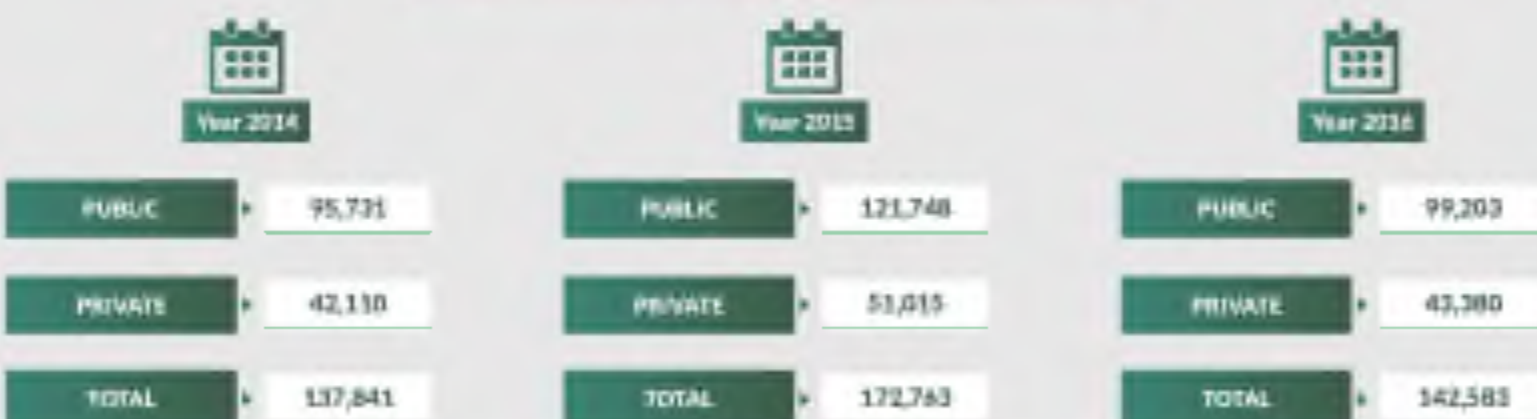 Year 2014 Year 2015 Year 2016
PUBLIC 95,731 PUBLIC 121,748 PUBLIC 99,203
PRIVATE 42,110 PRIVATE 51,015 PRIVATE 43,380
TOTAL 137,841 TOTAL 172,763 TOTAL 142,583